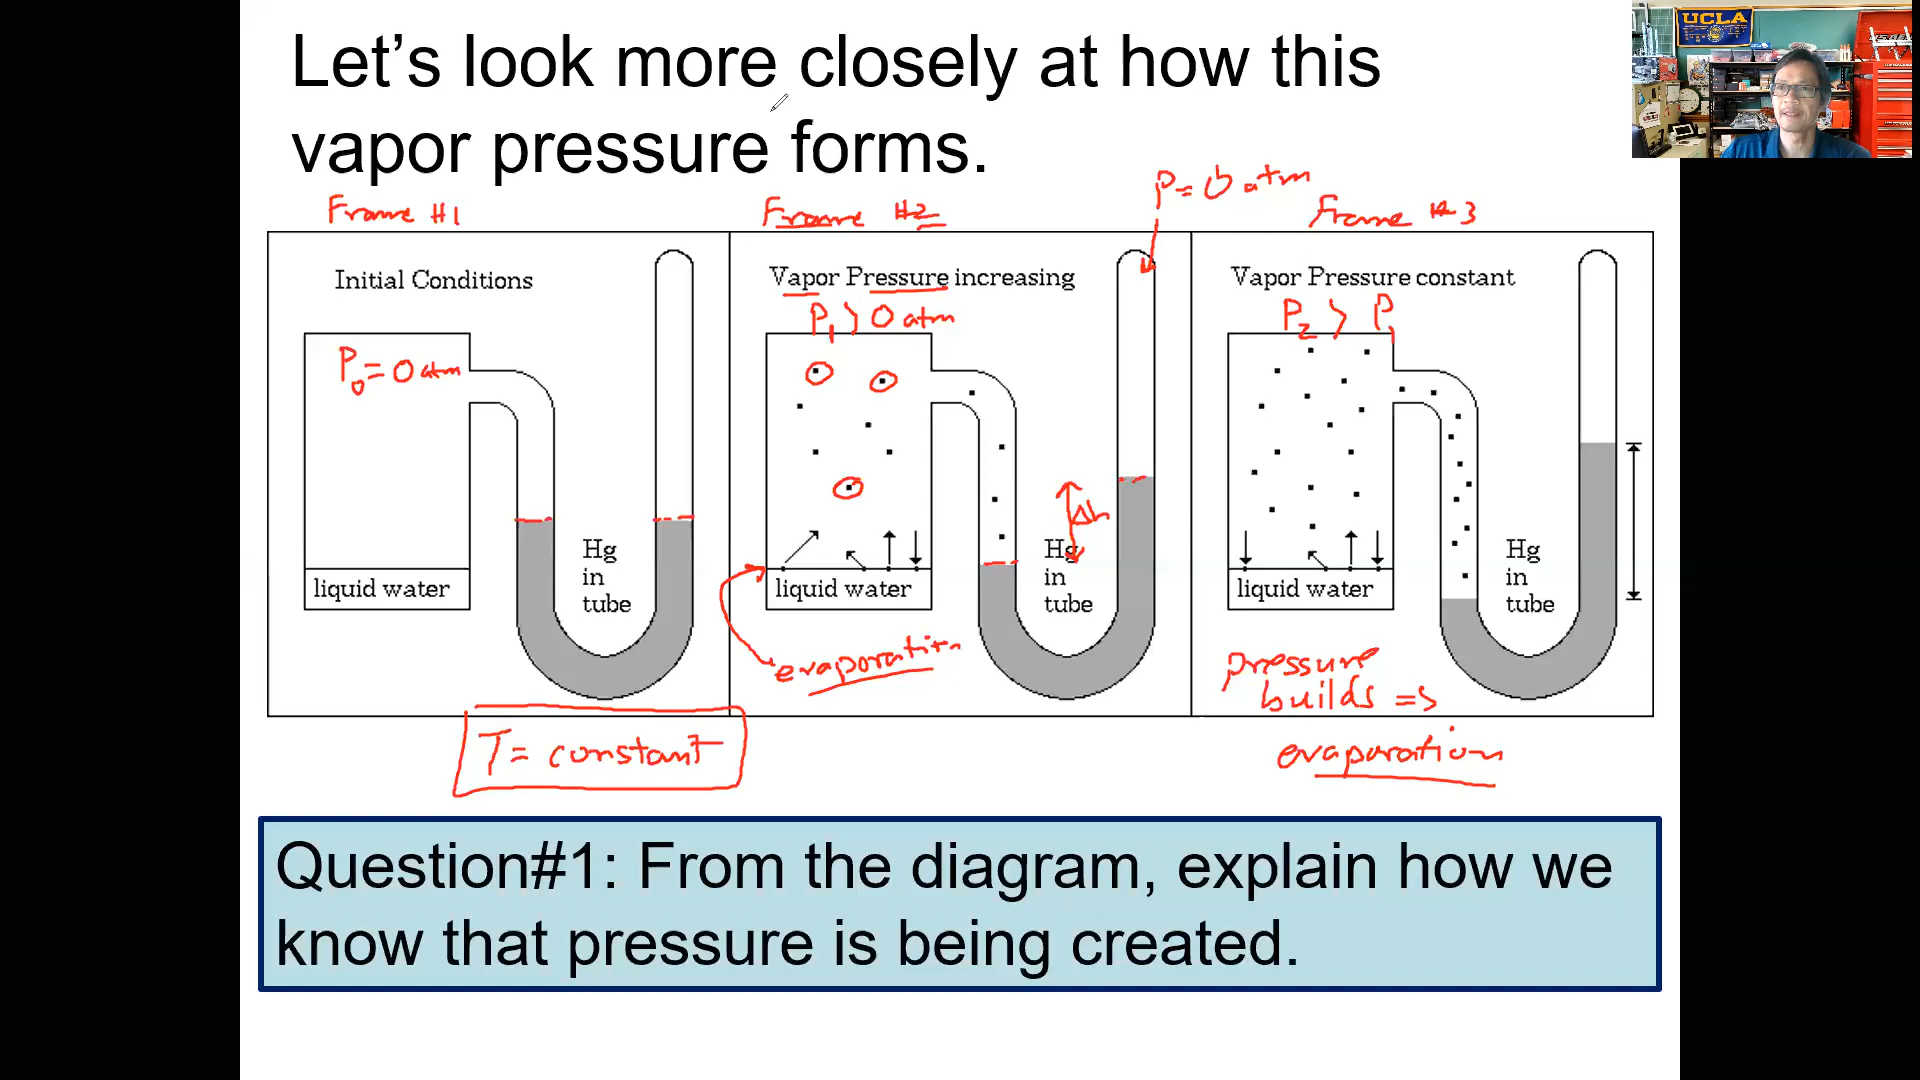 Let's look more closely at how this
vapor pressure forms.
UCLA
P = 0 atm
Frame #1
Frame #2
Frame #3
Initial Conditions
Vapor Pressure increasing
Vapor Pressure constant
P₀ = 0 atm
P₁ > 0 atm
P₂ > P₁
Δh
Hg
in
tube
liquid water
Hg
in
tube
liquid water
Hg
in
tube
liquid water
evaporation
pressure
builds =>
evaporation
T = constant
Question#1: From the diagram, explain how we
know that pressure is being created.